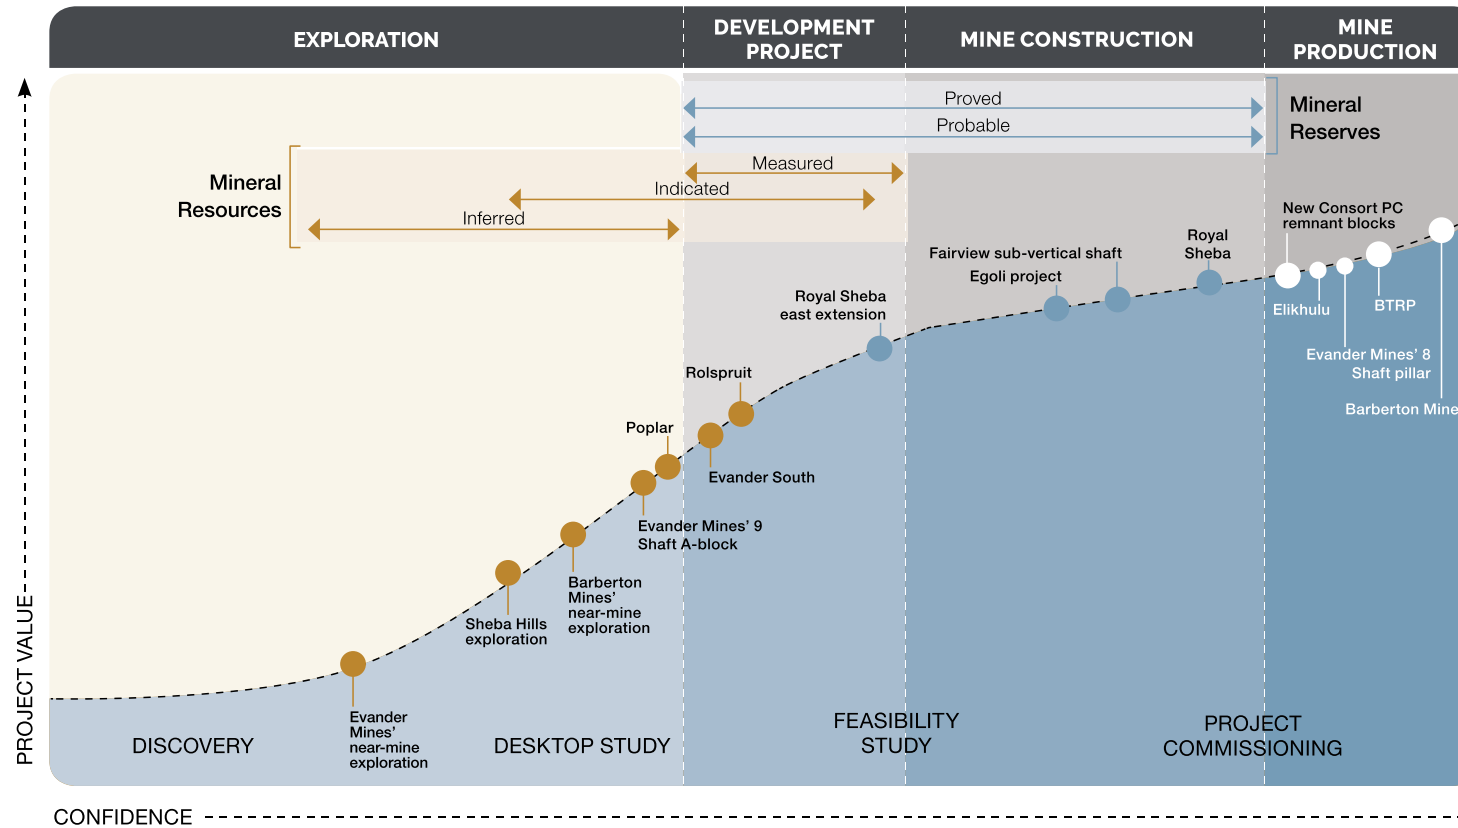 EXPLORATION
DEVELOPMENT
PROJECT
MINE CONSTRUCTION
MINE
PRODUCTION
Proved
Probable
Mineral
Reserves
Measured
Indicated
Inferred
Mineral
Resources
New Consort PC
remnant blocks
Royal
Sheba
Fairview sub-vertical shaft
Egoli project
Royal Sheba
east extension
Elikhulu
BTRP
Evander Mines’ 8
Shaft pillar
Barberton Mine
Rolspruit
Poplar
Evander South
Evander Mines’ 9
Shaft A-block
Barberton
Mines’
near-mine
exploration
Sheba Hills
exploration
Evander
Mines’
near-mine
exploration
PROJECT VALUE
DISCOVERY
DESKTOP STUDY
FEASIBILITY
STUDY
PROJECT
COMMISSIONING
CONFIDENCE